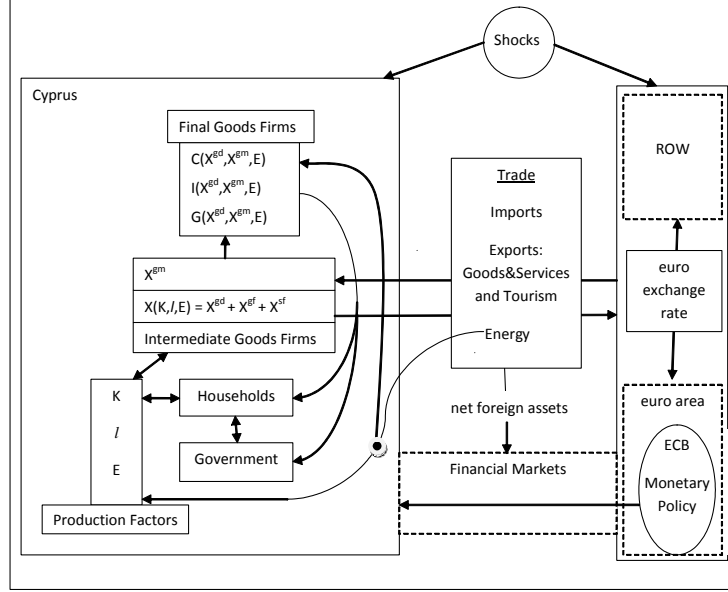 Shocks
Cyprus
Final Goods Firms
C(X^gd,X^gm,E)
I(X^gd,X^gm,E)
G(X^gd,X^gm,E)
X^gm
X(K,l,E) = X^gd + X^gf + X^sf
Intermediate Goods Firms
K
l
E
Production Factors
Households
Government
Trade
Imports
Exports:
Goods&Services
and Tourism
Energy
net foreign assets
Financial Markets
ROW
euro
exchange
rate
euro area
ECB
Monetary
Policy